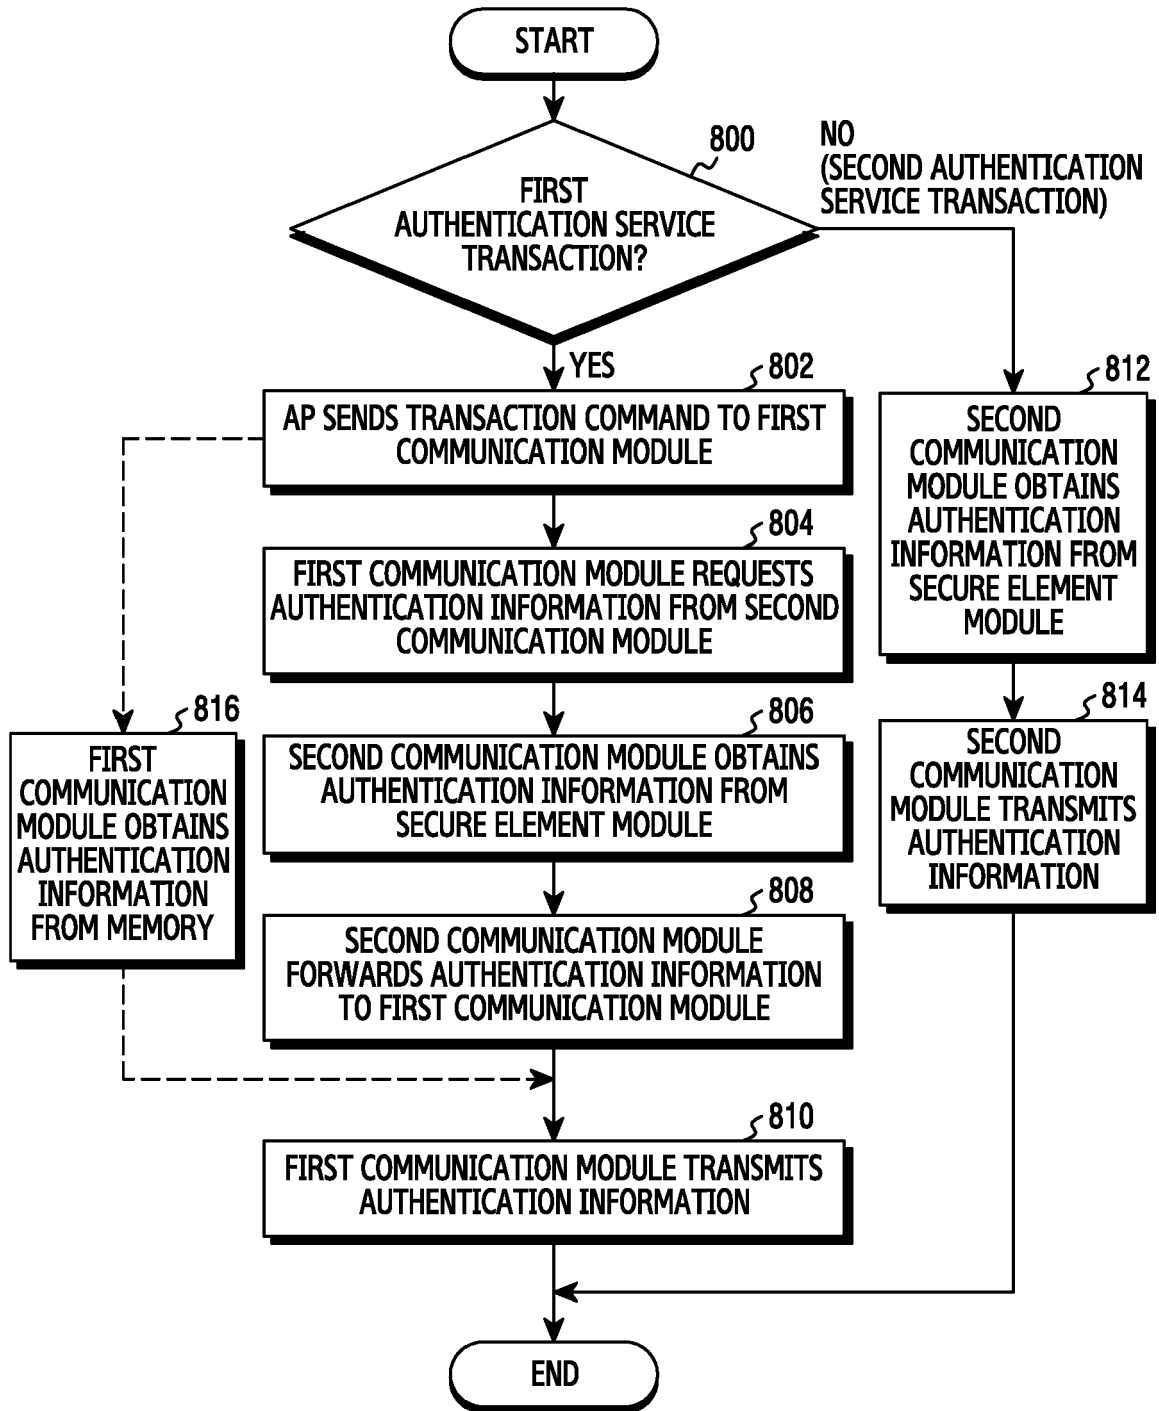 START
800
FIRST
AUTHENTICATION SERVICE
TRANSACTION?
NO
(SECOND AUTHENTICATION
SERVICE TRANSACTION)
YES
802
AP SENDS TRANSACTION COMMAND TO FIRST
COMMUNICATION MODULE
804
FIRST COMMUNICATION MODULE REQUESTS
AUTHENTICATION INFORMATION FROM SECOND
COMMUNICATION MODULE
806
SECOND COMMUNICATION MODULE OBTAINS
AUTHENTICATION INFORMATION FROM
SECURE ELEMENT MODULE
808
SECOND COMMUNICATION MODULE
FORWARDS AUTHENTICATION INFORMATION
TO FIRST COMMUNICATION MODULE
816
FIRST
COMMUNICATION
MODULE OBTAINS
AUTHENTICATION
INFORMATION
FROM MEMORY
810
FIRST COMMUNICATION MODULE TRANSMITS
AUTHENTICATION INFORMATION
812
SECOND
COMMUNICATION
MODULE OBTAINS
AUTHENTICATION
INFORMATION FROM
SECURE ELEMENT
MODULE
814
SECOND
COMMUNICATION
MODULE TRANSMITS
AUTHENTICATION
INFORMATION
END